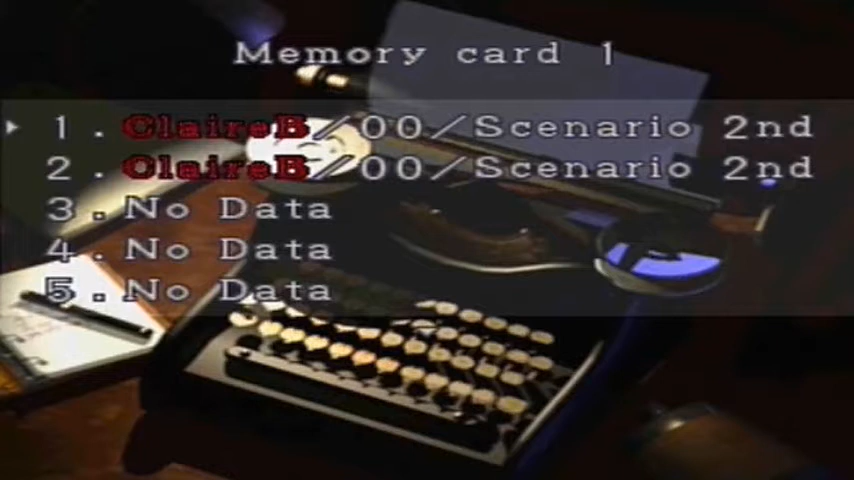 Memory card 1
1. ClaireB/00/Scenario 2nd
2. ClaireB/00/Scenario 2nd
3. No Data
4. No Data
5. No Data